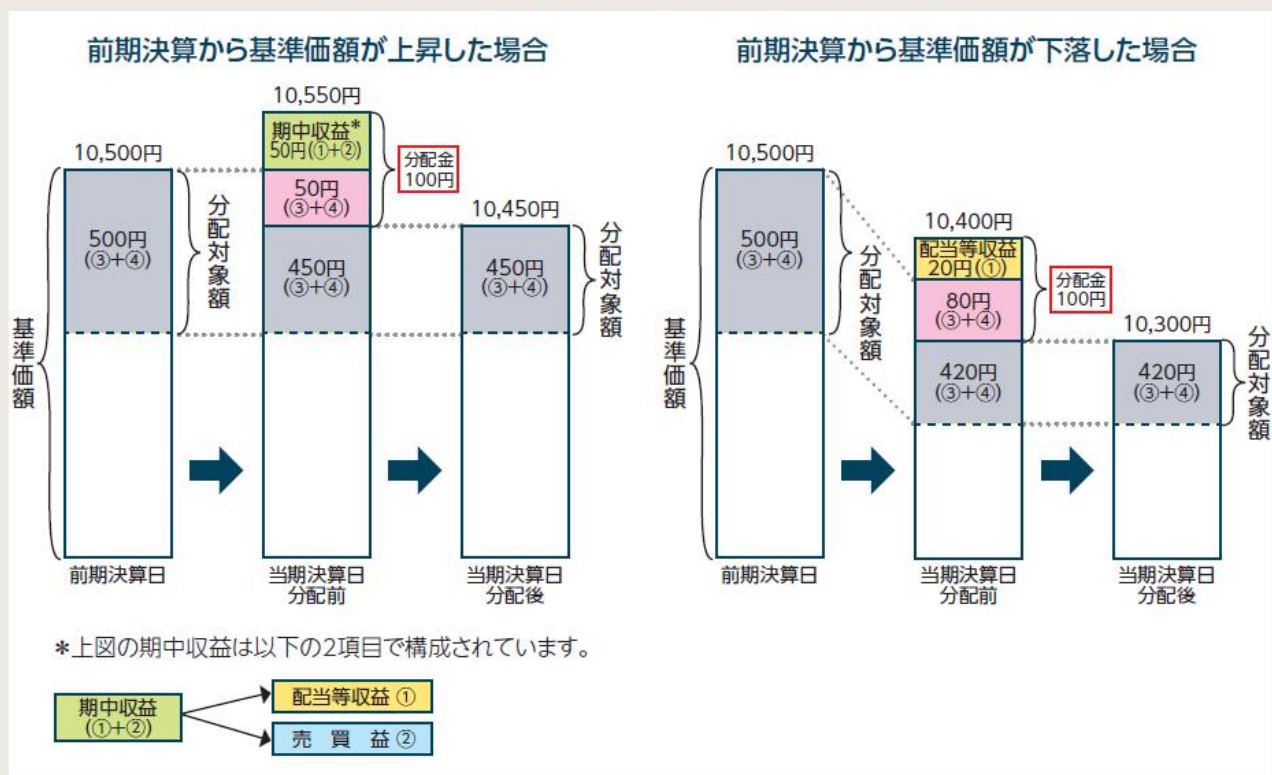 前期決算から基準価額が上昇した場合
10,500円
500円
(③+④)
分配対象額
基準価額
10,550円
期中収益*
50円(①+②)
50円
(③+④)
450円
(③+④)
分配金
100円
10,450円
450円
(③+④)
分配対象額
前期決算日
当期決算日
分配前
当期決算日
分配後
前期決算から基準価額が下落した場合
10,500円
500円
(③+④)
分配対象額
基準価額
10,400円
配当等収益
20円(①)
80円
(③+④)
420円
(③+④)
分配金
100円
10,300円
420円
(③+④)
分配対象額
前期決算日
当期決算日
分配前
当期決算日
分配後
*上図の期中収益は以下の2項目で構成されています。
期中収益
(①+②)
配当等収益 ①
売 買 益 ②